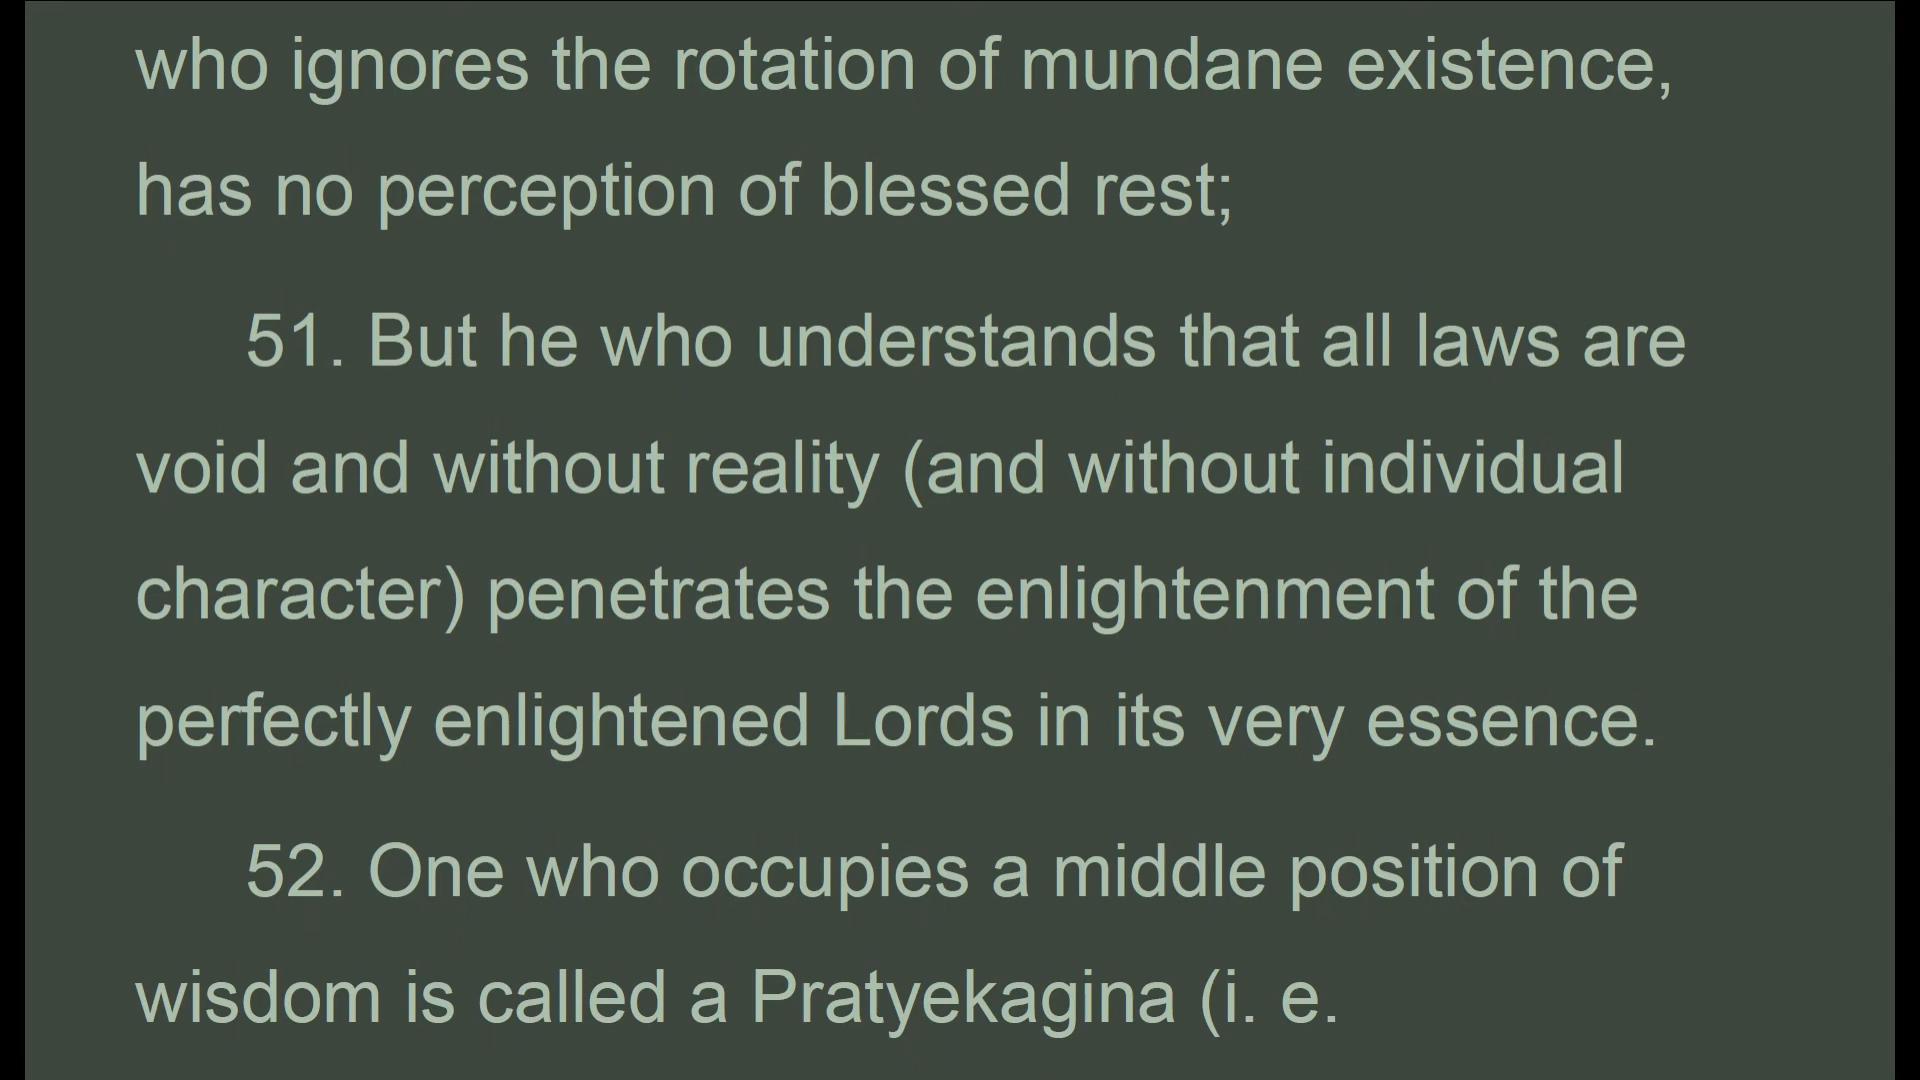 who ignores the rotation of mundane existence,
has no perception of blessed rest;
51. But he who understands that all laws are
void and without reality (and without individual
character) penetrates the enlightenment of the
perfectly enlightened Lords in its very essence.
52. One who occupies a middle position of
wisdom is called a Pratyekagina (i. e.